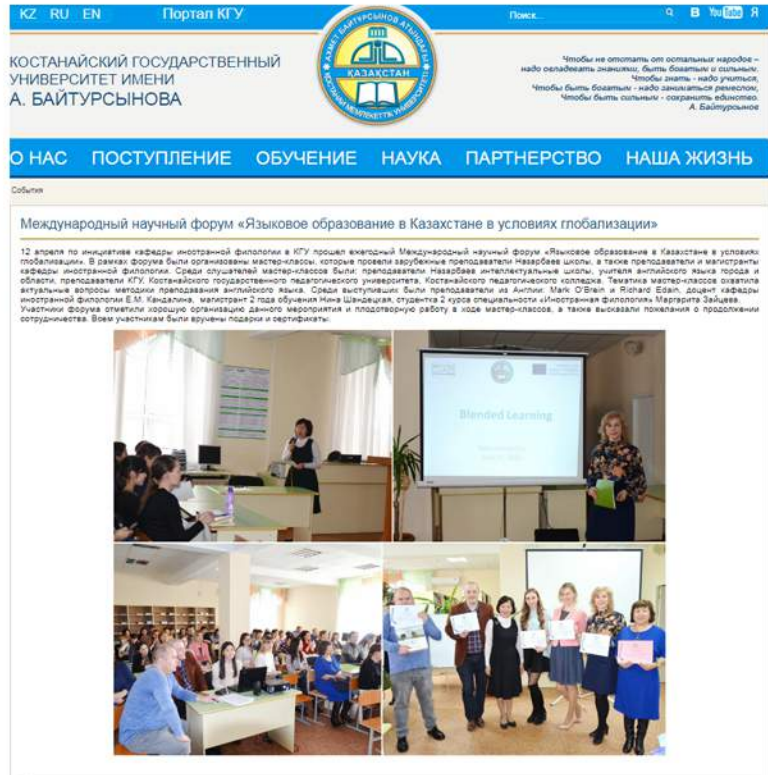 KZ RU EN Портал КГУ Поиск... В You Tube Я
КОСТАНАЙСКИЙ ГОСУДАРСТВЕННЫЙ
УНИВЕРСИТЕТ ИМЕНИ
А. БАЙТУРСЫНОВА
АХМЕТ БАЙТҰРСЫНОВ АТЫНДАҒЫ
ҚАЗАҚСТАН
ҚОСТАНАЙ МЕМЛЕКЕТТІК УНИВЕРСИТЕТІ
Чтобы не отстать от остальных народов –
надо овладевать знаниями, быть богатым и сильным.
Чтобы знать - надо учиться,
Чтобы быть богатым - надо заниматься ремеслом,
Чтобы быть сильным - сохранить единство.
А. Байтурсынов
О НАС ПОСТУПЛЕНИЕ ОБУЧЕНИЕ НАУКА ПАРТНЕРСТВО НАША ЖИЗНЬ
События
Международный научный форум «Языковое образование в Казахстане в условиях глобализации»
12 апреля по инициативе кафедры иностранной филологии в КГУ прошел ежегодный Международный научный форум «Языковое образование в Казахстане в условиях
глобализации». В рамках форума были организованы мастер-классы, которые провели зарубежные преподаватели Назарбаев школы, а также преподаватели и магистранты
кафедры иностранной филологии. Среди слушателей мастер-классов были: преподаватели Назарбаев интеллектуальные школы, учителя английского языка города и
области, преподаватели КГУ, Костанайского государственного педагогического университета, Костанайского педагогического колледжа. Тематика мастер-классов охватила
актуальные вопросы методики преподавания английского языка. Среди выступавших были преподаватели из Англии: Mark O'Brein и Richard Edain, доцент кафедры
иностранной филологии Е.М. Кандалина, магистрант 2 года обучения Нина Шандецкая, студентка 2 курса специальности «Иностранная филология» Маргарита Зайцева.
Участники форума отметили хорошую организацию данного мероприятия и плодотворную работу в ходе мастер-классов, а также высказали пожелания о продолжении
сотрудничества. Всем участникам были вручены подарки и сертификаты.
Blended Learning